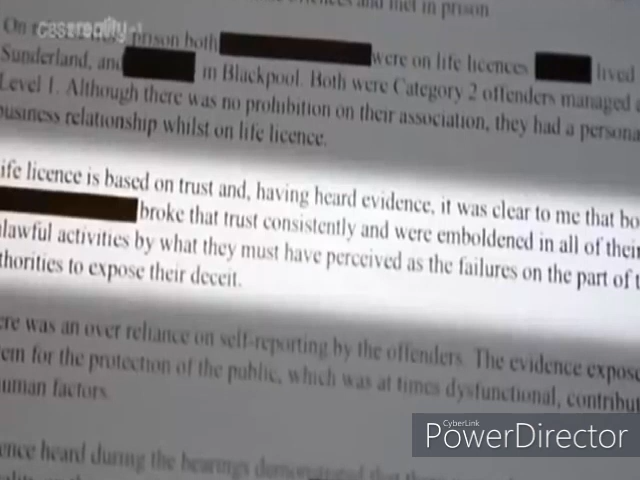 and met in prison
cbsreality+1
On prison both were on life licences lived
Sunderland, and in Blackpool. Both were Category 2 offenders managed
Level 1. Although there was no prohibition on their association, they had a persona
business relationship whilst on life licence.
ife licence is based on trust and, having heard evidence, it was clear to me that bo
broke that trust consistently and were emboldened in all of their
lawful activities by what they must have perceived as the failures on the part of t
thorities to expose their deceit.
ere was an over reliance on self-reporting by the offenders. The evidence expose
em for the protection of the public, which was at times dysfunctional, contribut
uman factors.
ence heard during the hearings demonstrated that
CyberLink
PowerDirector